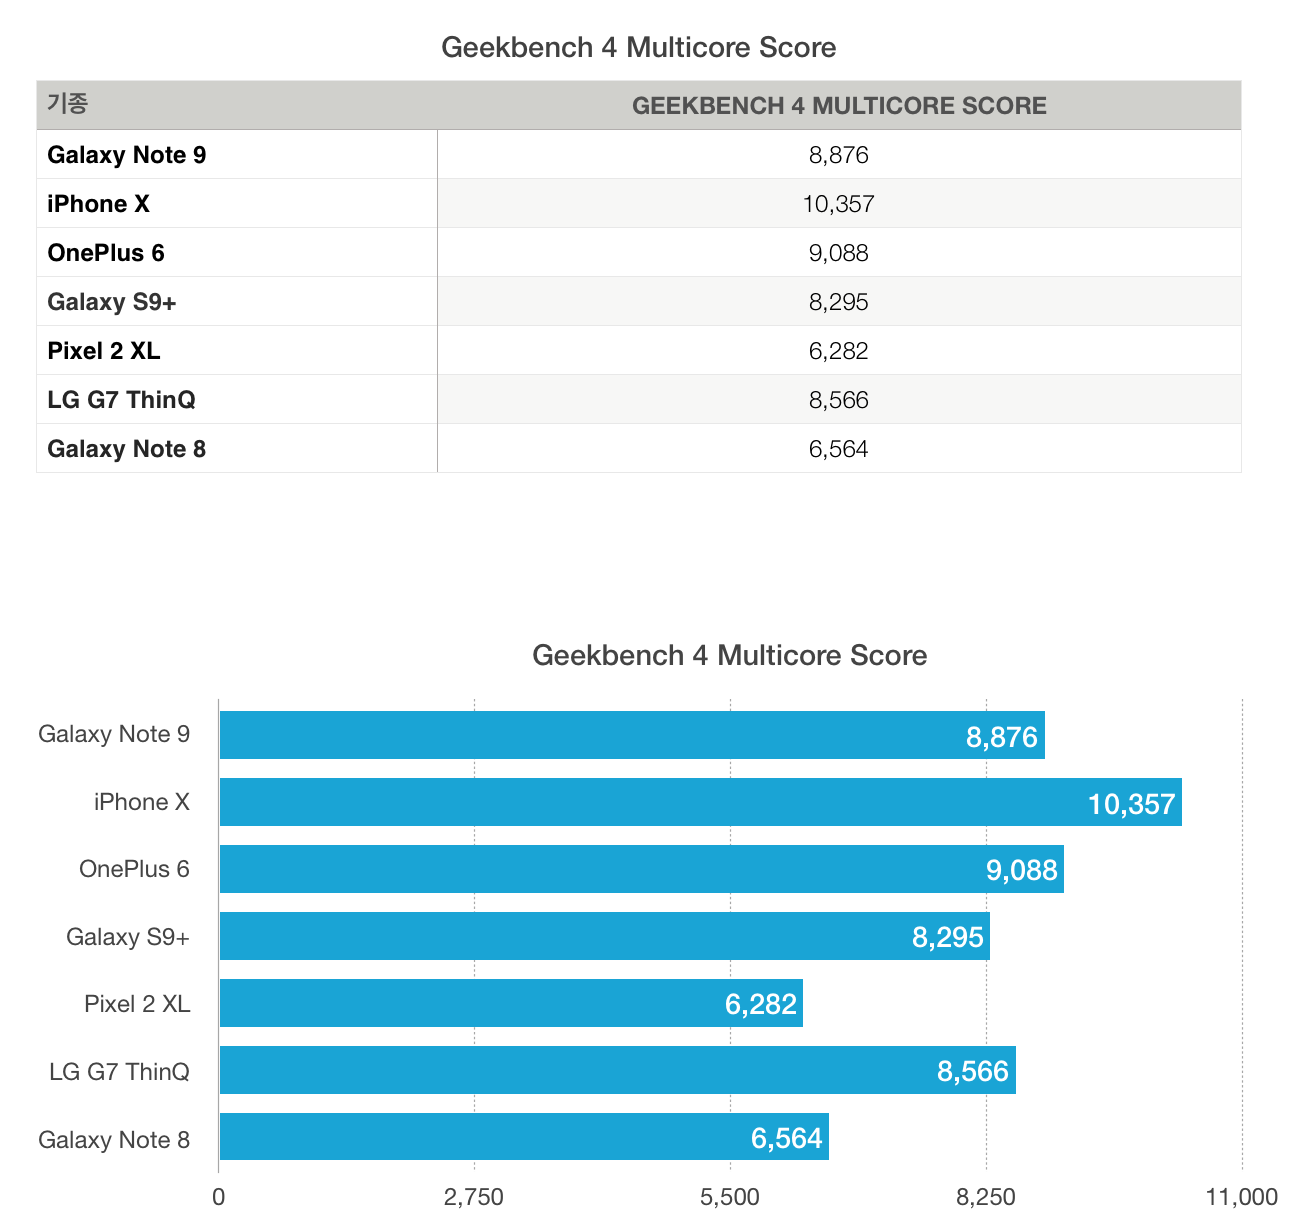 Geekbench 4 Multicore Score
기종 GEEKBENCH 4 MULTICORE SCORE
Galaxy Note 9 8,876
iPhone X 10,357
OnePlus 6 9,088
Galaxy S9+ 8,295
Pixel 2 XL 6,282
LG G7 ThinQ 8,566
Galaxy Note 8 6,564
Geekbench 4 Multicore Score
Galaxy Note 9 8,876
iPhone X 10,357
OnePlus 6 9,088
Galaxy S9+ 8,295
Pixel 2 XL 6,282
LG G7 ThinQ 8,566
Galaxy Note 8 6,564
0 2,750 5,500 8,250 11,000